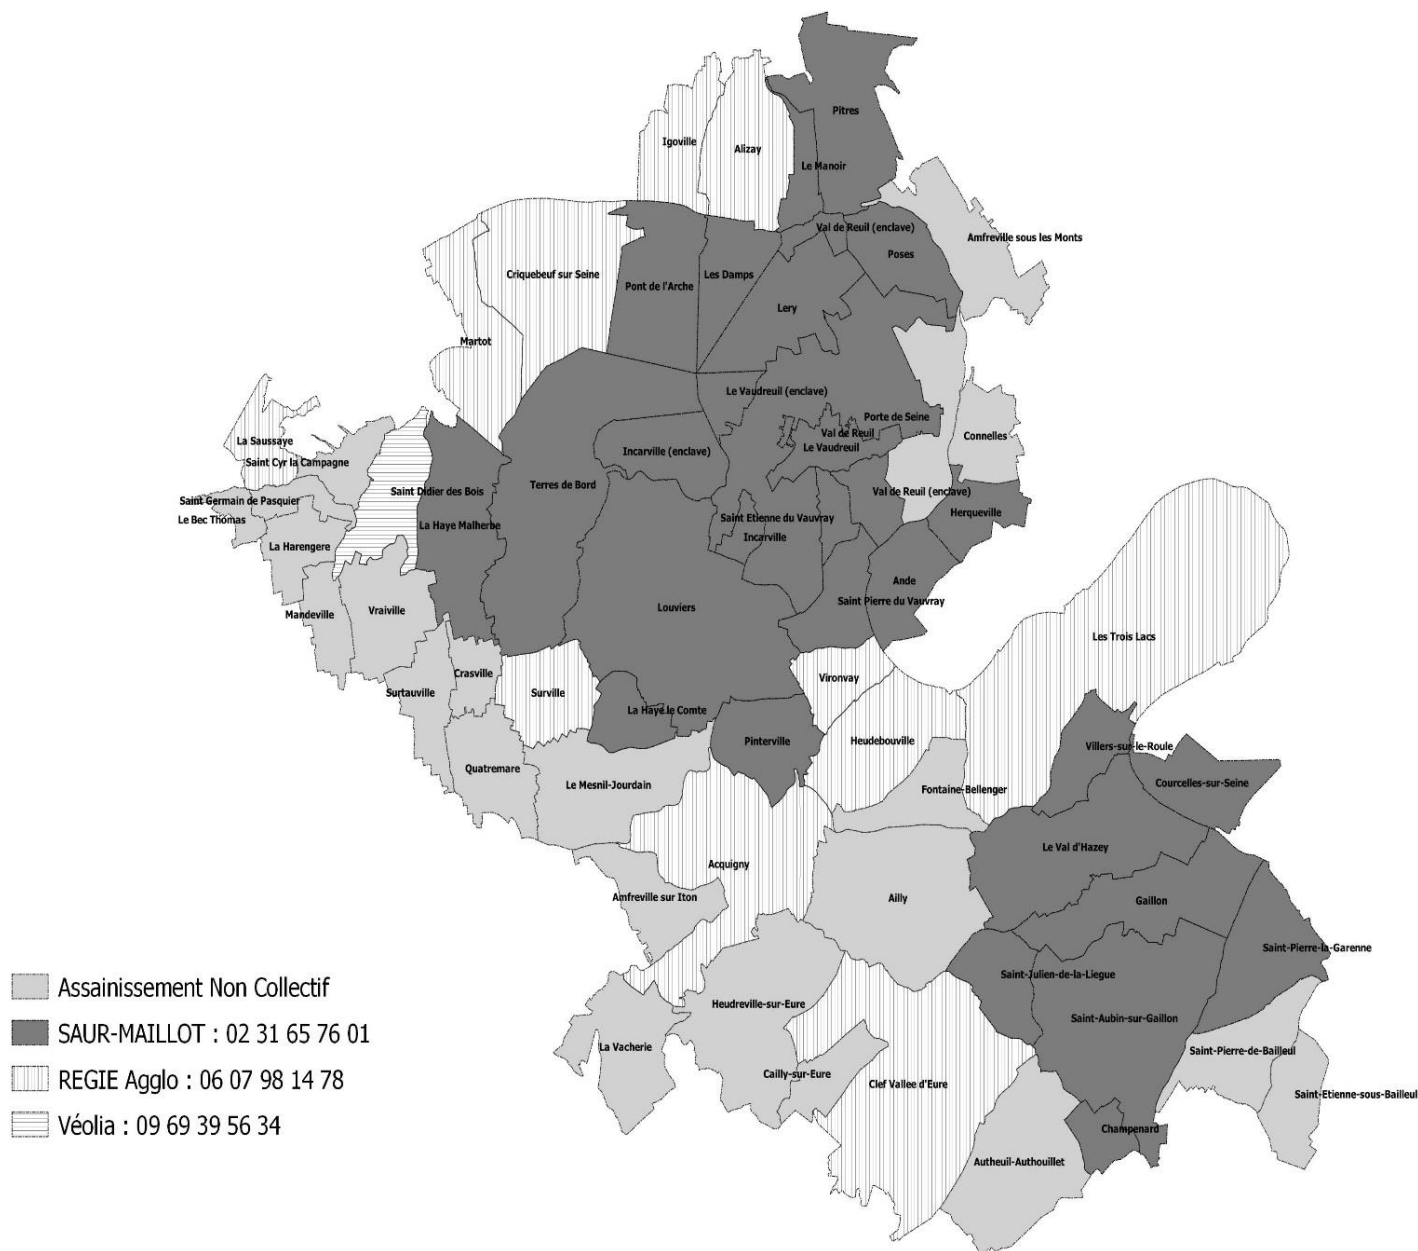 Pitres
Igoville
Alizay
Le Manoir
Val de Reuil (enclave)
Amfreville sous les Monts
Poses
Criquebeuf sur Seine
Les Damps
Pont de l'Arche
Lery
Martot
Le Vaudreuil (enclave)
Porte de Seine
Val de Reuil
Connelles
La Saussaye
Le Vaudreuil
Incarville (enclave)
Saint Cyr la Campagne
Terres de Bord
Saint Didier des Bois
Val de Reuil (enclave)
Saint Germain de Pasquier
Herqueville
Le Bec Thomas
Saint Etienne du Vauvray
La Haye Malherbe
Incarville
La Harengere
Ande
Saint Pierre du Vauvray
Mandeville
Vraiville
Louviers
Les Trois Lacs
Crasville
Vironvay
Surtauville
Surville
La Haye le Comte
Pinterville
Heudebouville
Villers-sur-le-Roule
Quatremare
Le Mesnil-Jourdain
Courcelles-sur-Seine
Fontaine-Bellenger
Le Val d'Hazey
Acquigny
Amfreville sur Iton
Ailly
Gaillon
Saint-Pierre-la-Garenne
Saint-Julien-de-la-Liegue
Heudreville-sur-Eure
Saint-Aubin-sur-Gaillon
La Vacherie
Saint-Pierre-de-Bailleul
Cailly-sur-Eure
Clef Vallee d'Eure
Saint-Etienne-sous-Bailleul
Champenard
Autheuil-Authouillet
Assainissement Non Collectif
SAUR-MAILLOT : 02 31 65 76 01
REGIE Agglo : 06 07 98 14 78
Véolia : 09 69 39 56 34